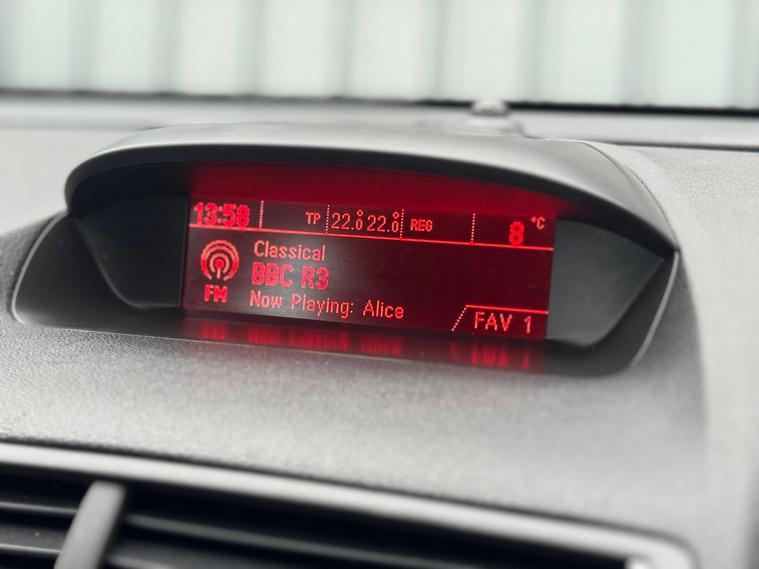 13:58 TP 22.0° 22.0° REG 8°C
Classical
BBC R3
FM Now Playing: Alice
FAV 1